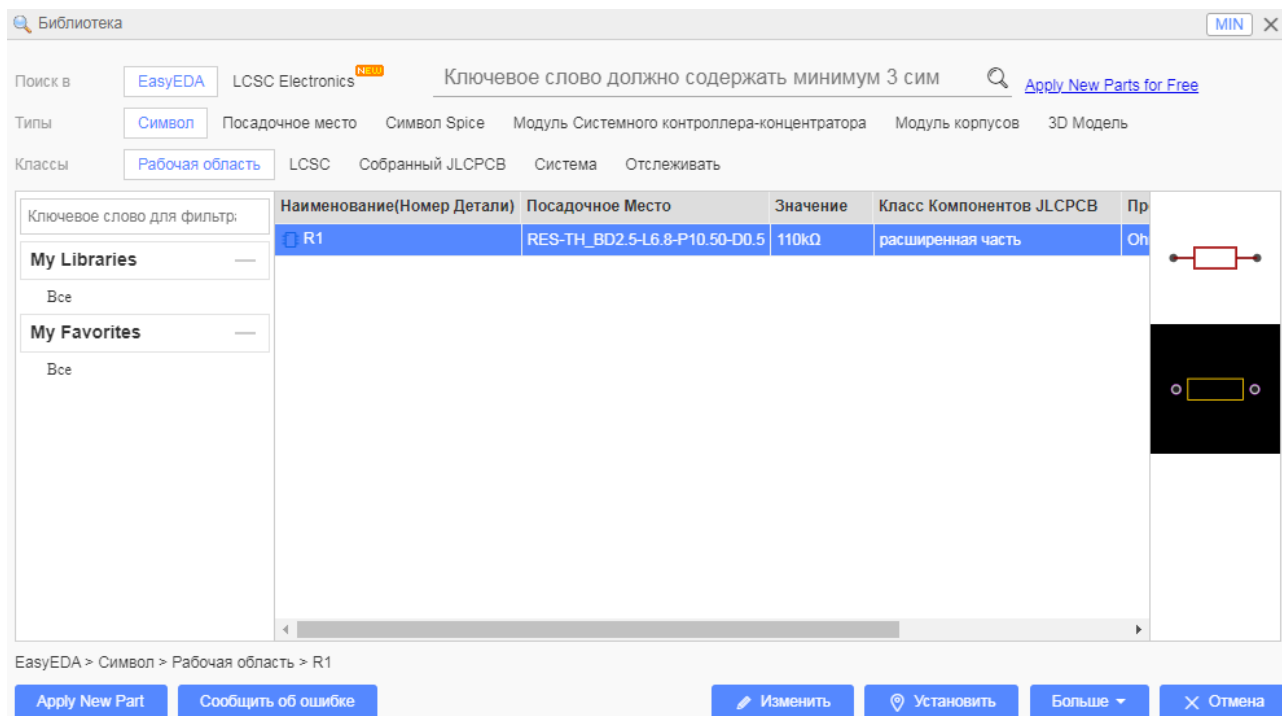 Библиотека MIN
Поиск в EasyEDA LCSC Electronics NEW Ключевое слово должно содержать минимум 3 сим Apply New Parts for Free
Типы Символ Посадочное место Символ Spice Модуль Системного контроллера-концентратора Модуль корпусов 3D Модель
Классы Рабочая область LCSC Собранный JLCPCB Система Отслеживать
Ключевое слово для фильтр Наименование(Номер Детали) Посадочное Место Значение Класс Компонентов JLCPCB Пр
R1 RES-TH_BD2.5-L6.8-P10.50-D0.5 110kΩ расширенная часть Oh
My Libraries
Все
My Favorites
Все
EasyEDA > Символ > Рабочая область > R1
Apply New Part Сообщить об ошибке Изменить Установить Больше Отмена